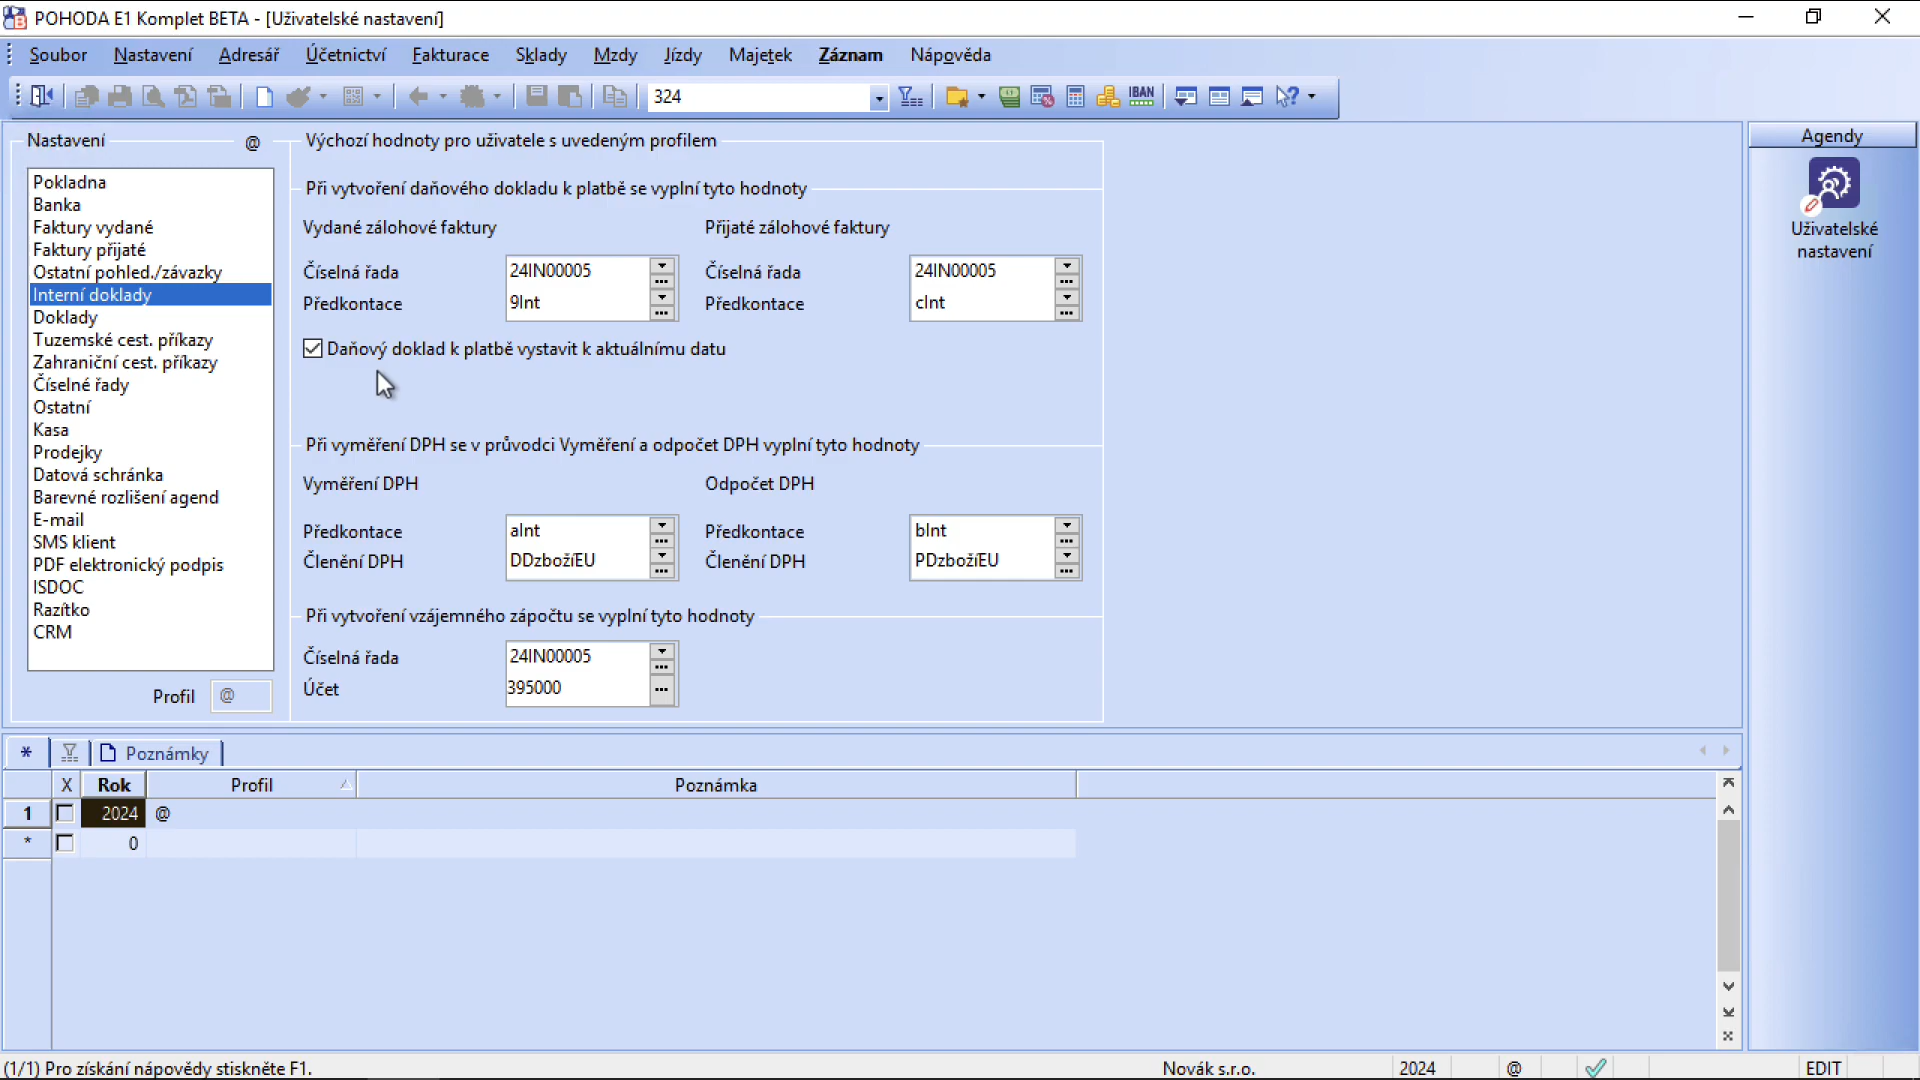 POHODA E1 Komplet BETA - [Uživatelské nastavení]
Soubor Nastavení Adresář Účetnictví Fakturace Sklady Mzdy Jízdy Majetek Záznam Nápověda
324 IBAN
Nastavení @
Pokladna
Banka
Faktury vydané
Faktury přijaté
Ostatní pohled./závazky
Interní doklady
Doklady
Tuzemské cest. příkazy
Zahraniční cest. příkazy
Číselné řady
Ostatní
Kasa
Prodejky
Datová schránka
Barevné rozlišení agend
E-mail
SMS klient
PDF elektronický podpis
ISDOC
Razítko
CRM
Profil @
Výchozí hodnoty pro uživatele s uvedeným profilem
Při vytvoření daňového dokladu k platbě se vyplní tyto hodnoty
Vydané zálohové faktury Přijaté zálohové faktury
Číselná řada 24IN00005 Číselná řada 24IN00005
Předkontace 9Int Předkontace cInt
Daňový doklad k platbě vystavit k aktuálnímu datu
Při vyměření DPH se v průvodci Vyměření a odpočet DPH vyplní tyto hodnoty
Vyměření DPH Odpočet DPH
Předkontace aInt Předkontace bInt
Členění DPH DDzbožíEU Členění DPH PDzbožíEU
Při vytvoření vzájemného zápočtu se vyplní tyto hodnoty
Číselná řada 24IN00005
Účet 395000
Agendy
Uživatelské
nastavení
* Poznámky
X Rok Profil Poznámka
1 2024 @
* 0
(1/1) Pro získání nápovědy stiskněte F1. Novák s.r.o. 2024 @ EDIT